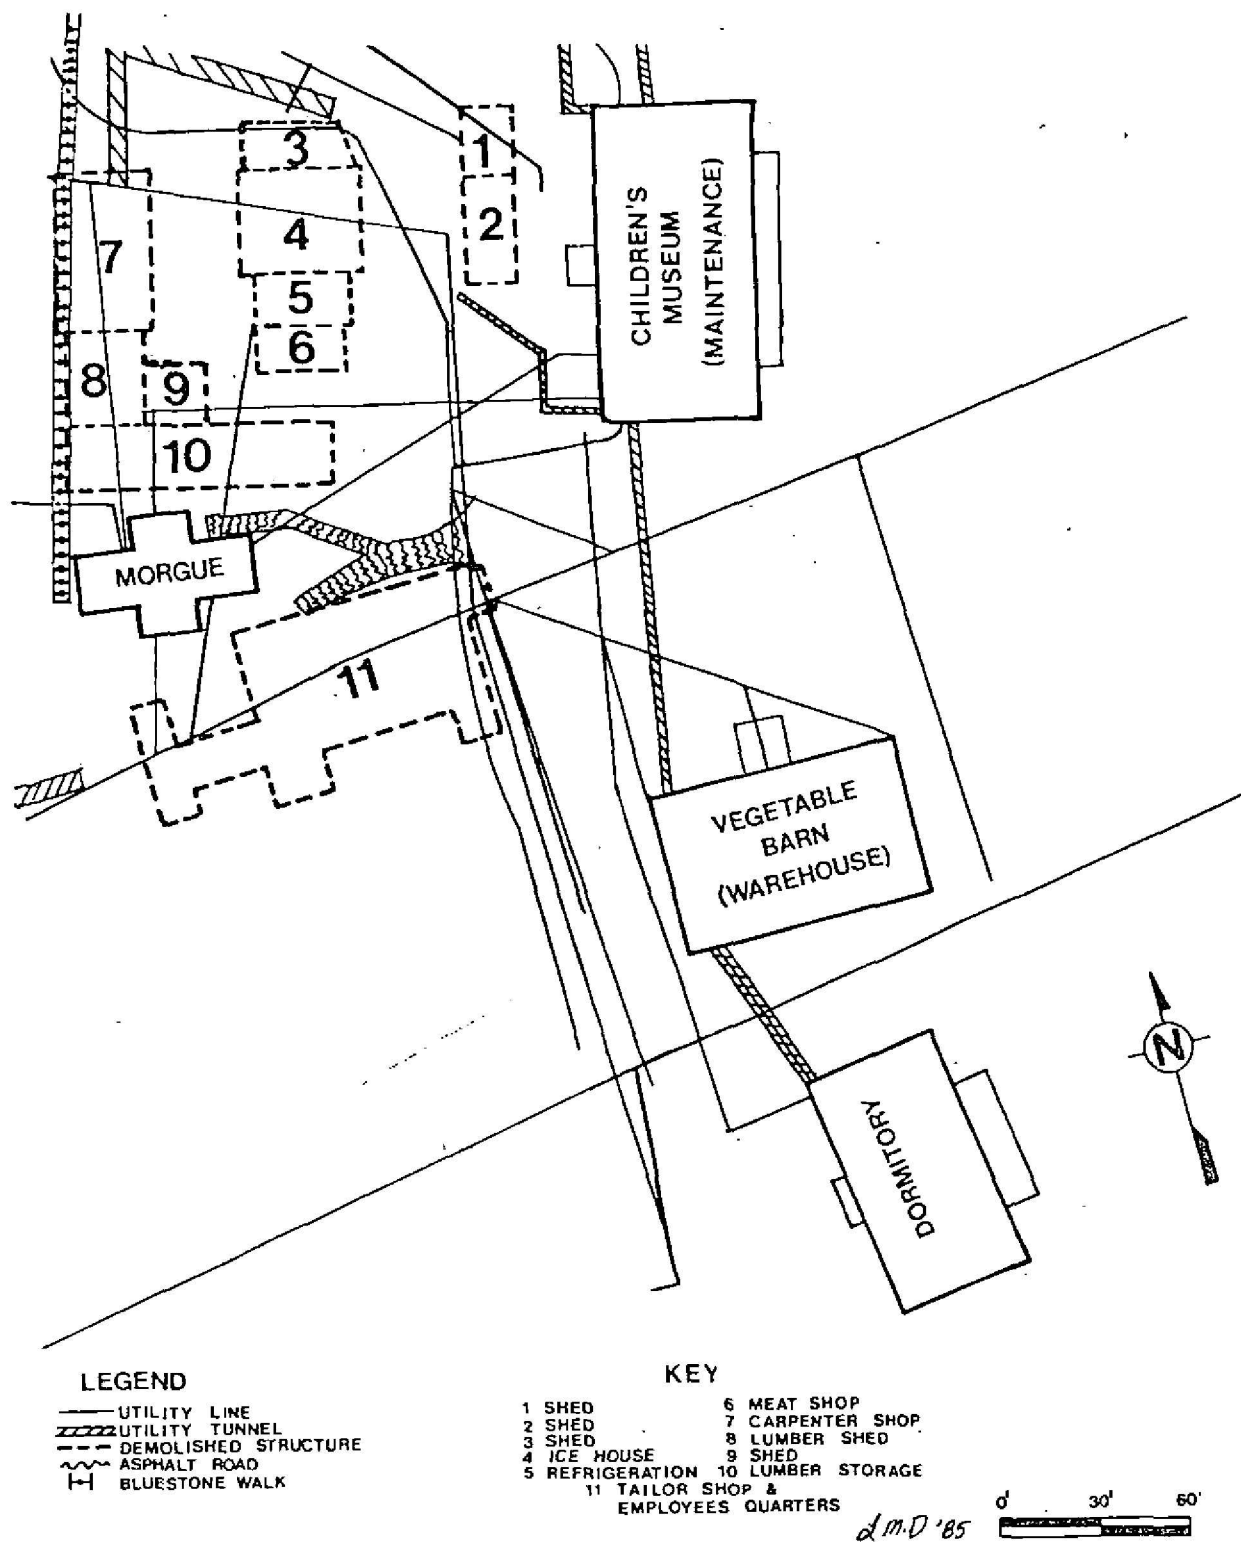 3
1
4
2
7
5
6
8
9
10
CHILDREN'S
MUSEUM
(MAINTENANCE)
MORGUE
11
VEGETABLE
BARN
(WAREHOUSE)
N
DORMITORY
LEGEND
UTILITY LINE
UTILITY TUNNEL
DEMOLISHED STRUCTURE
ASPHALT ROAD
BLUESTONE WALK
KEY
1 SHED
2 SHED
3 SHED
4 ICE HOUSE
5 REFRIGERATION
6 MEAT SHOP
7 CARPENTER SHOP
8 LUMBER SHED
9 SHED
10 LUMBER STORAGE
11 TAILOR SHOP &
EMPLOYEES QUARTERS
L.M.D '85
0' 30' 60'